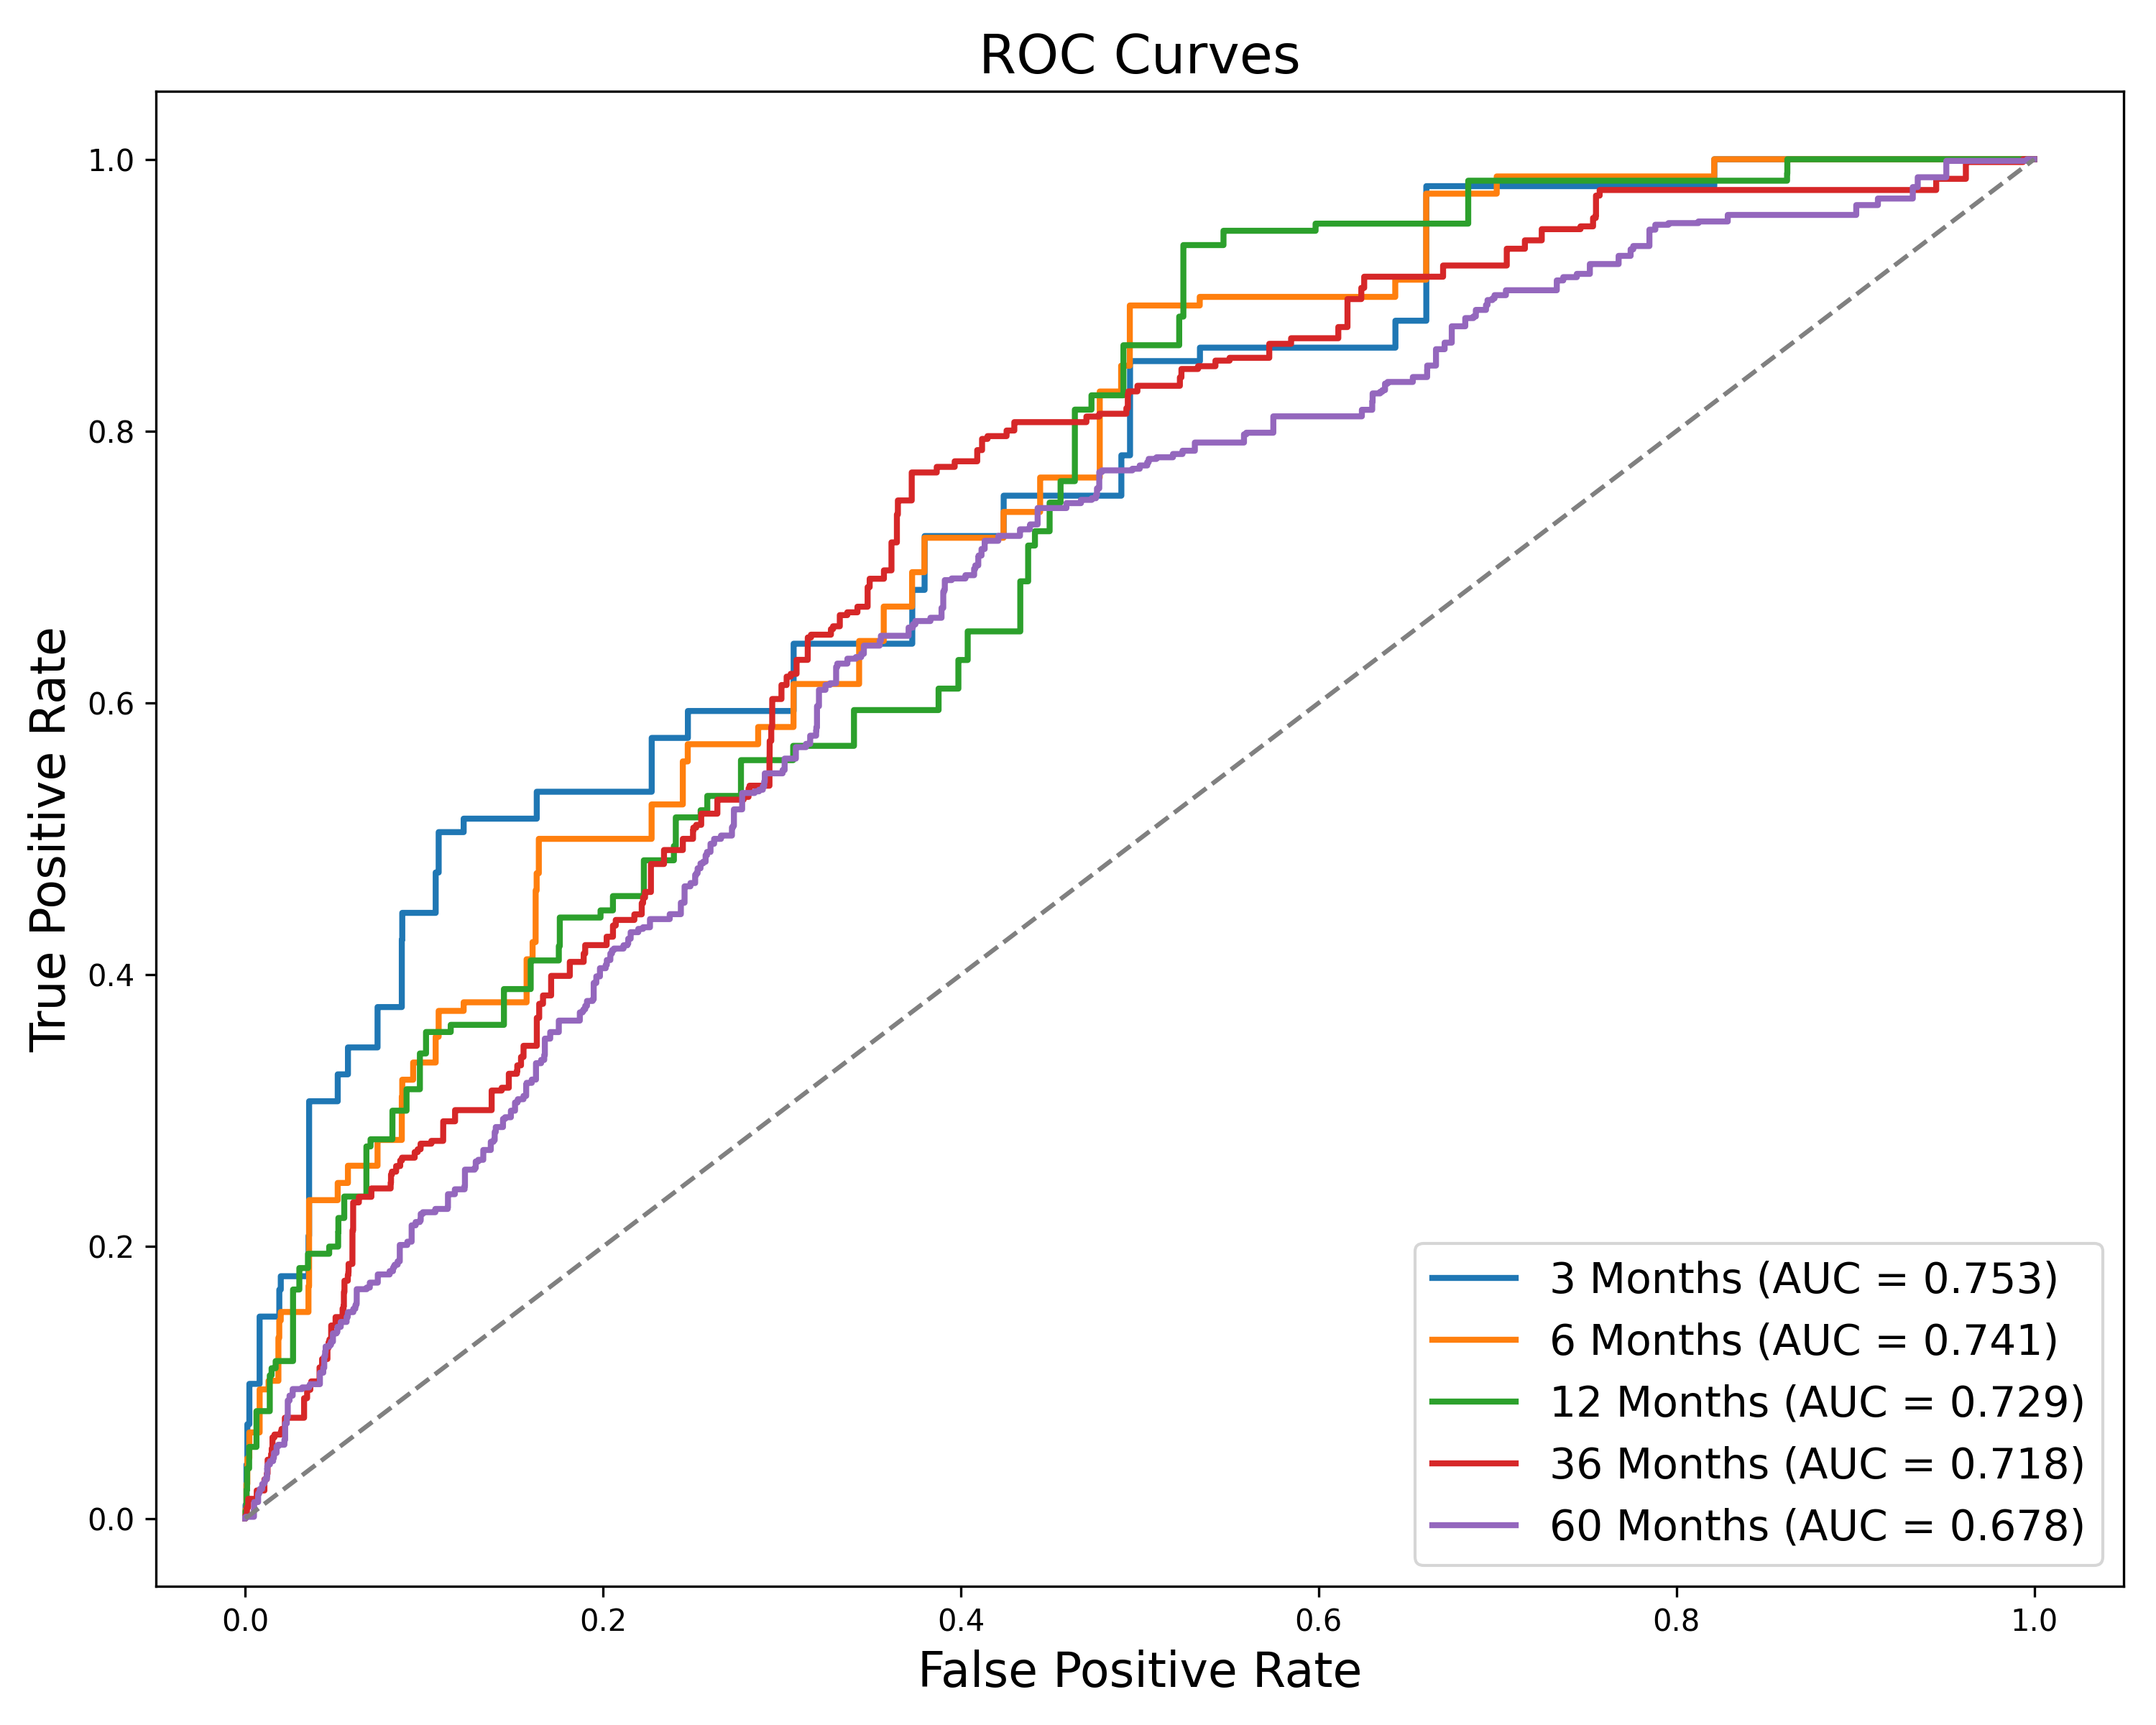 ROC Curves
1.0
0.8
0.6
0.4
0.2
0.0
True Positive Rate
0.0 0.2 0.4 0.6 0.8 1.0
False Positive Rate
3 Months (AUC = 0.753)
6 Months (AUC = 0.741)
12 Months (AUC = 0.729)
36 Months (AUC = 0.718)
60 Months (AUC = 0.678)